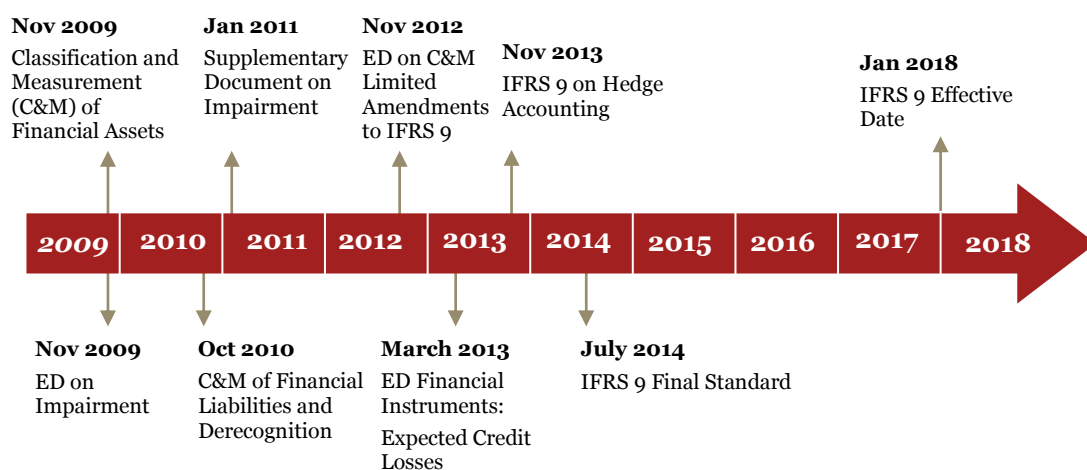 Nov 2009
Classification and
Measurement
(C&M) of
Financial Assets
Jan 2011
Supplementary
Document on
Impairment
Nov 2012
ED on C&M
Limited
Amendments
to IFRS 9
Nov 2013
IFRS 9 on Hedge
Accounting
Jan 2018
IFRS 9 Effective
Date
2009
2010
2011
2012
2013
2014
2015
2016
2017
2018
Nov 2009
ED on
Impairment
Oct 2010
C&M of Financial
Liabilities and
Derecognition
March 2013
ED Financial
Instruments:
Expected Credit
Losses
July 2014
IFRS 9 Final Standard